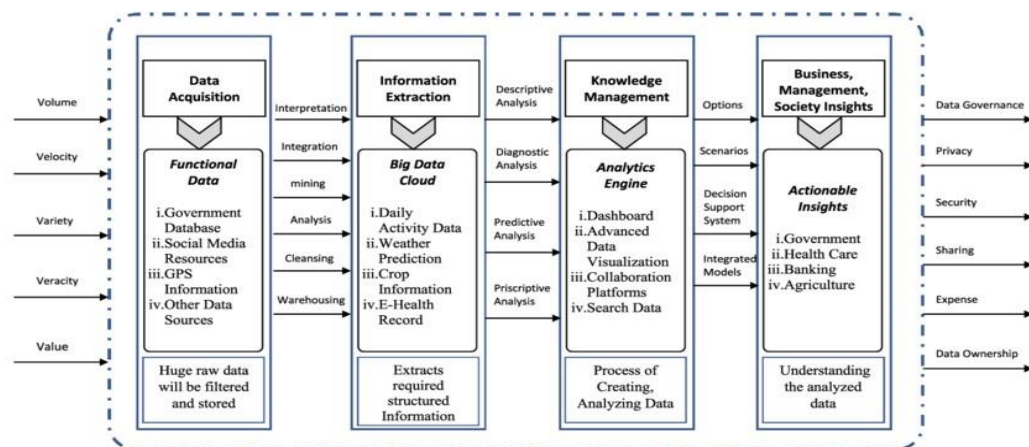 Volume
Velocity
Variety
Veracity
Value
Data
Acquisition
Functional
Data
i.Government
Database
ii.Social Media
Resources
iii.GPS
Information
iv.Other Data
Sources
Huge raw data
will be filtered
and stored
Interpretation
Integration
mining
Analysis
Cleansing
Warehousing
Information
Extraction
Big Data
Cloud
i.Daily
Activity Data
ii.Weather
Prediction
iii.Crop
Information
iv.E-Health
Record
Extracts
required
structured
Information
Descriptive
Analysis
Diagnostic
Analysis
Predictive
Analysis
Priscriptive
Analysis
Knowledge
Management
Analytics
Engine
i.Dashboard
ii.Advanced
Data
Visualization
iii.Collaboration
Platforms
iv.Search Data
Process of
Creating,
Analyzing Data
Options
Scenarios
Decision
Support
System
Integrated
Models
Business,
Management,
Society Insights
Actionable
Insights
i.Government
ii.Health Care
iii.Banking
iv.Agriculture
Understanding
the analyzed
data
Data Governance
Privacy
Security
Sharing
Expense
Data Ownership